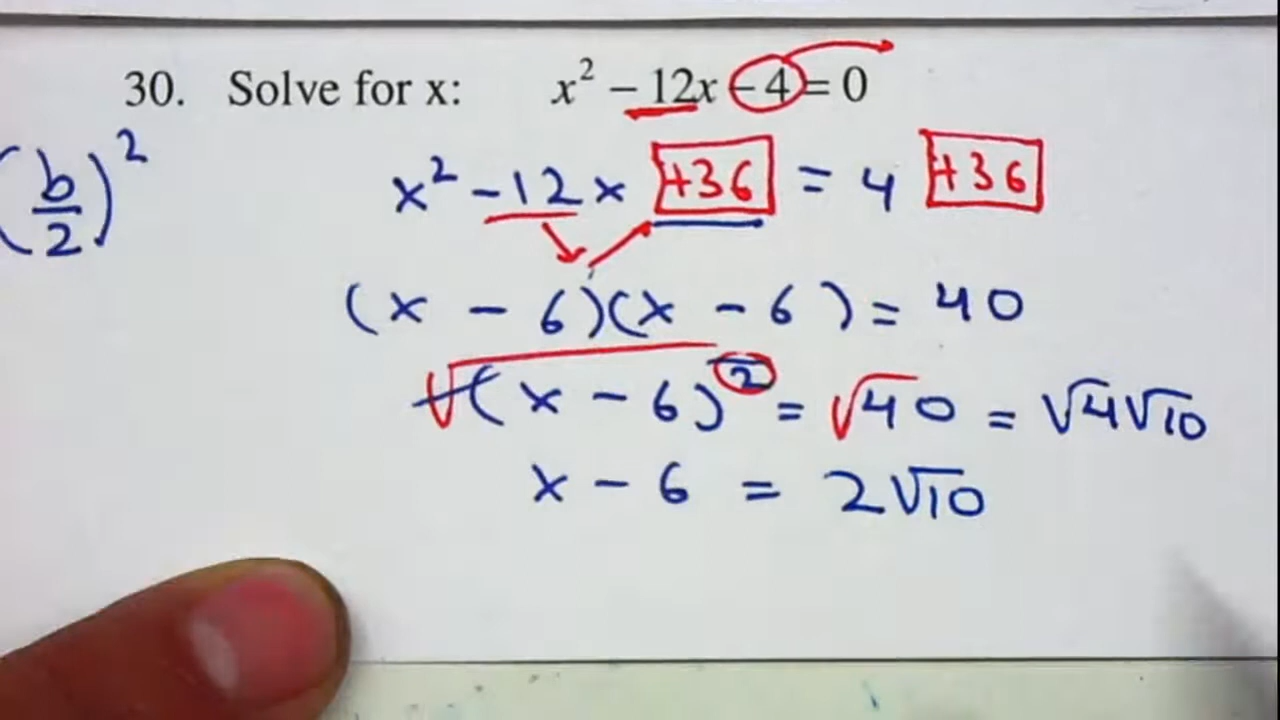 30. Solve for x: x² − 12x − 4 = 0
(b/2)²
x² − 12x +36 = 4 +36
(x − 6)(x − 6) = 40
√(x − 6)² = √40 = √4√10
x − 6 = 2√10